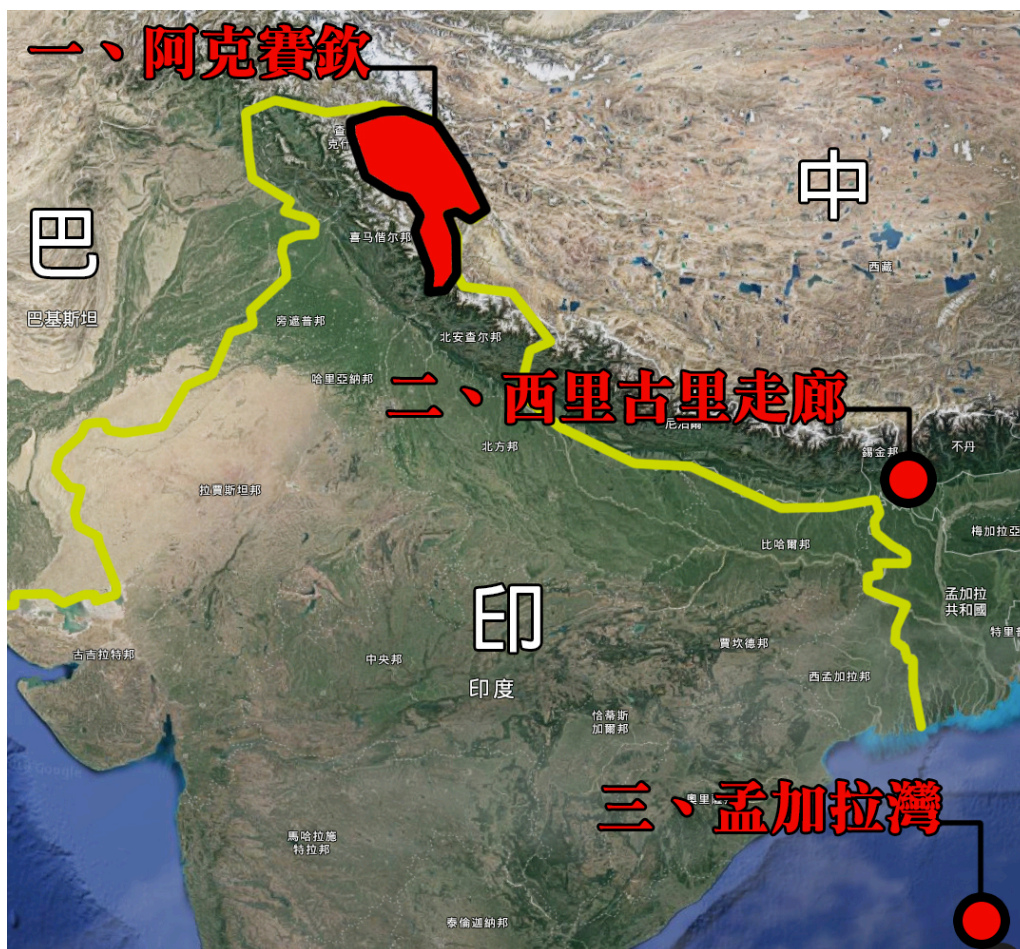 一、阿克賽欽
中
巴
喜马偕尔邦
西藏
巴基斯坦
旁遮普邦
北安查尔邦
哈里亞納邦
二、西里古里走廊
尼泊爾
北方邦
錫金邦
不丹
拉賈斯坦邦
比哈爾邦
梅加拉亞
印
孟加拉
共和國
古吉拉特邦
中央邦
賈坎德邦
印度
西孟加拉邦
恰蒂斯
加爾邦
三、孟加拉灣
馬哈拉施
特拉邦
泰倫迦納邦